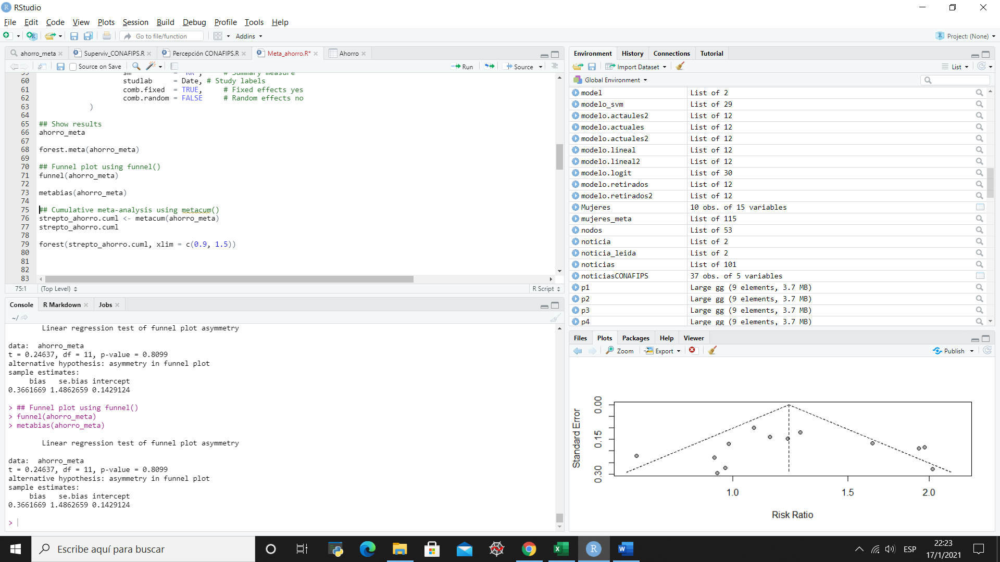 RStudio
File Edit Code View Plots Session Build Debug Profile Tools Help
Go to file/function Addins Project: (None)
ahorro_meta Superviv_CONAFIPS.R Percepción CONAFIPS.R Meta_ahorro.R* Ahorro
Source on Save Run Source
59 sm = "RR", # Summary measure
60 studlab = Date, # Study labels
61 comb.fixed = TRUE, # Fixed effects yes
62 comb.random = FALSE # Random effects no
63 )
64
65 ## Show results
66 ahorro_meta
67
68 forest.meta(ahorro_meta)
69
70 ## Funnel plot using funnel()
71 funnel(ahorro_meta)
72
73 metabias(ahorro_meta)
74
75 ## Cumulative meta-analysis using metacum()
76 strepto_ahorro.cuml <- metacum(ahorro_meta)
77 strepto_ahorro.cuml
78
79 forest(strepto_ahorro.cuml, xlim = c(0.9, 1.5))
80
81
82
83
75:1 (Top Level) R Script
Console R Markdown Jobs
~/
Linear regression test of funnel plot asymmetry
data: ahorro_meta
t = 0.24637, df = 11, p-value = 0.8099
alternative hypothesis: asymmetry in funnel plot
sample estimates:
bias se.bias intercept
0.3661669 1.4862659 0.1429124
> ## Funnel plot using funnel()
> funnel(ahorro_meta)
> metabias(ahorro_meta)
Linear regression test of funnel plot asymmetry
data: ahorro_meta
t = 0.24637, df = 11, p-value = 0.8099
alternative hypothesis: asymmetry in funnel plot
sample estimates:
bias se.bias intercept
0.3661669 1.4862659 0.1429124
>
Environment History Connections Tutorial
Import Dataset List
Global Environment
model List of 2
modelo_svm List of 29
modelo.actaules2 List of 12
modelo.actuales List of 12
modelo.actuales2 List of 12
modelo.lineal List of 12
modelo.lineal2 List of 12
modelo.logit List of 30
modelo.retirados List of 12
modelo.retirados2 List of 12
Mujeres 10 obs. of 15 variables
mujeres_meta List of 115
nodos List of 53
noticia List of 2
noticia_leida List of 2
noticias List of 101
noticiasCONAFIPS 37 obs. of 5 variables
p1 Large gg (9 elements, 3.7 MB)
p2 Large gg (9 elements, 3.7 MB)
p3 Large gg (9 elements, 3.7 MB)
p4 Large gg (9 elements, 3.7 MB)
Files Plots Packages Help Viewer
Zoom Export Publish
Standard Error
0.00
0.15
0.30
1.0 1.5 2.0
Risk Ratio
Escribe aquí para buscar
ESP
22:23
17/1/2021